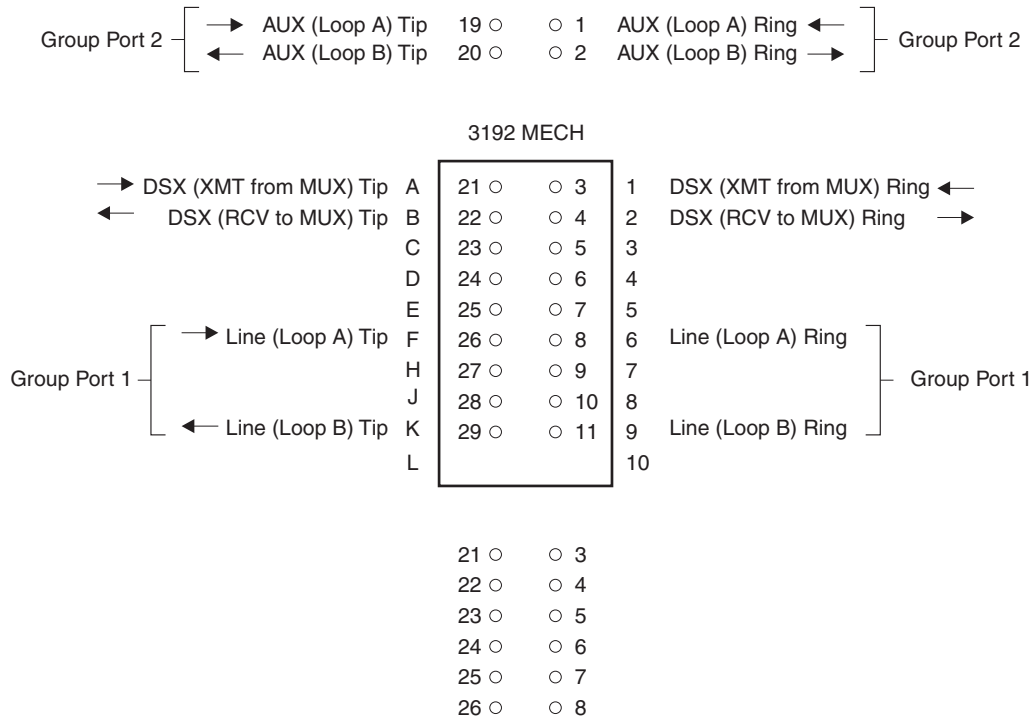 Group Port 2 AUX (Loop A) Tip 19 1 AUX (Loop A) Ring Group Port 2
AUX (Loop B) Tip 20 2 AUX (Loop B) Ring
3192 MECH
DSX (XMT from MUX) Tip A 21 3 1 DSX (XMT from MUX) Ring
DSX (RCV to MUX) Tip B 22 4 2 DSX (RCV to MUX) Ring
C 23 5 3
D 24 6 4
E 25 7 5
Line (Loop A) Tip F 26 8 6 Line (Loop A) Ring
Group Port 1 H 27 9 7 Group Port 1
J 28 10 8
Line (Loop B) Tip K 29 11 9 Line (Loop B) Ring
L 10
21 3
22 4
23 5
24 6
25 7
26 8